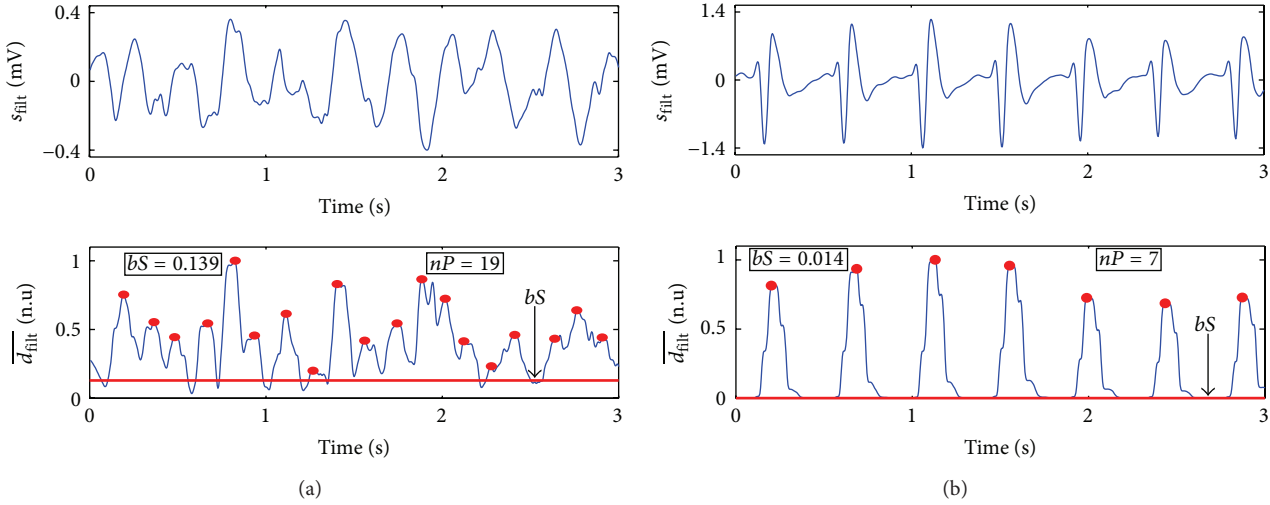 0.4
0
−0.4
s_filt (mV)
0 1 2 3
Time (s)
1
0.5
0
d_filt (n.u)
bS = 0.139
nP = 19
bS
0 1 2 3
Time (s)
(a)
1.4
0
−1.4
s_filt (mV)
0 1 2 3
Time (s)
1
0.5
0
d_filt (n.u)
bS = 0.014
nP = 7
bS
0 1 2 3
Time (s)
(b)